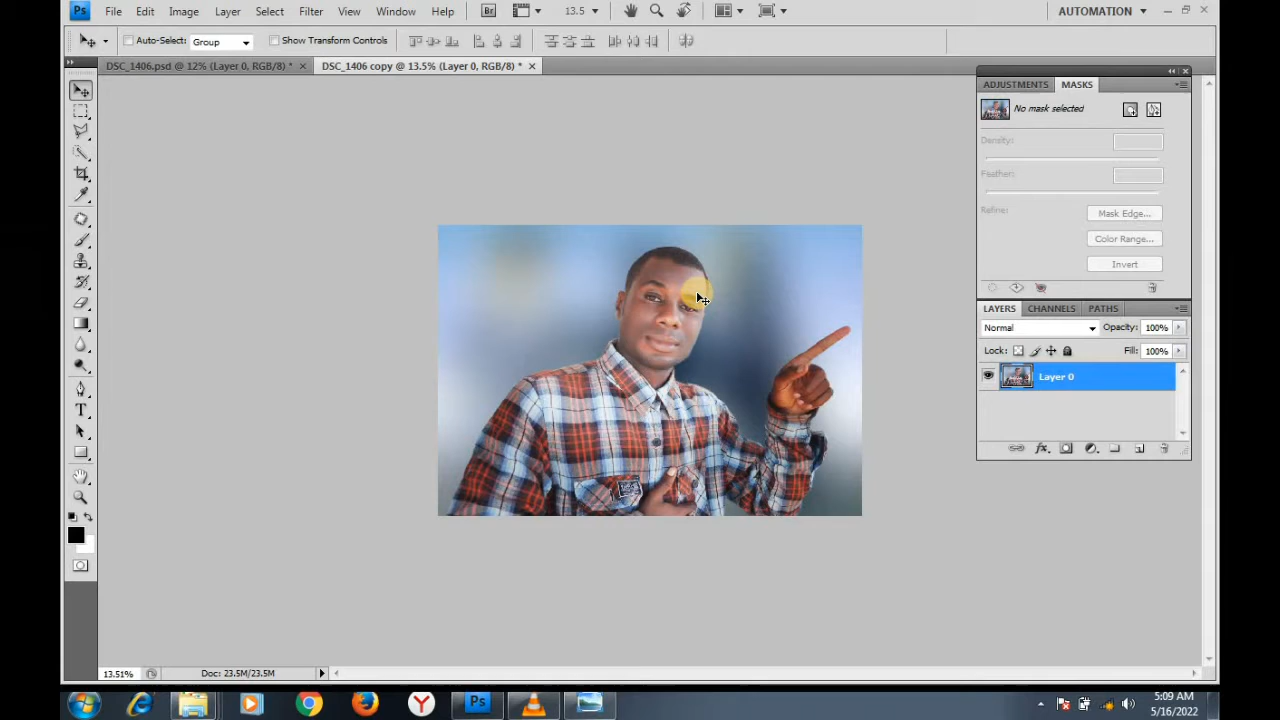 Ps File Edit Image Layer Select Filter View Window Help Br 13.5 AUTOMATION
Auto-Select: Group Show Transform Controls
DSC_1406.psd @ 12% (Layer 0, RGB/8) * DSC_1406 copy @ 13.5% (Layer 0, RGB/8) *
ADJUSTMENTS MASKS
No mask selected
Density:
Feather:
Refine: Mask Edge...
Color Range...
Invert
LAYERS CHANNELS PATHS
Normal Opacity: 100%
Lock: Fill: 100%
Layer 0
T
fx.
13.51% Doc: 23.5M/23.5M
Y Ps 5:09 AM
5/16/2022